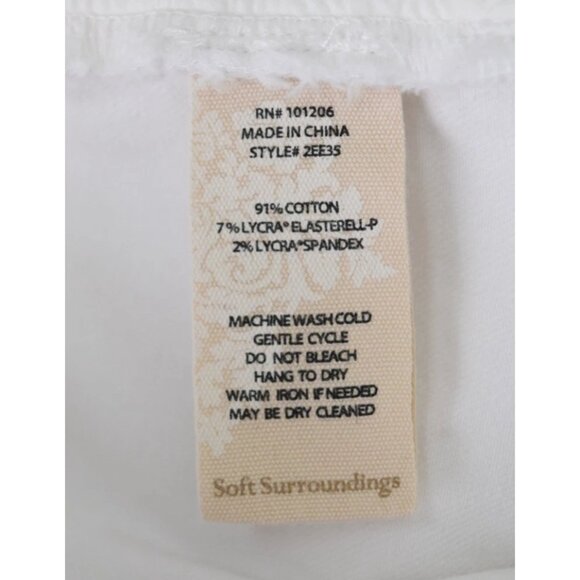 RN# 101206
MADE IN CHINA
STYLE# 2EE35
91% COTTON
7% LYCRA® ELASTERELL-P
2% LYCRA® SPANDEX
MACHINE WASH COLD
GENTLE CYCLE
DO NOT BLEACH
HANG TO DRY
WARM IRON IF NEEDED
MAY BE DRY CLEANED
Soft Surroundings